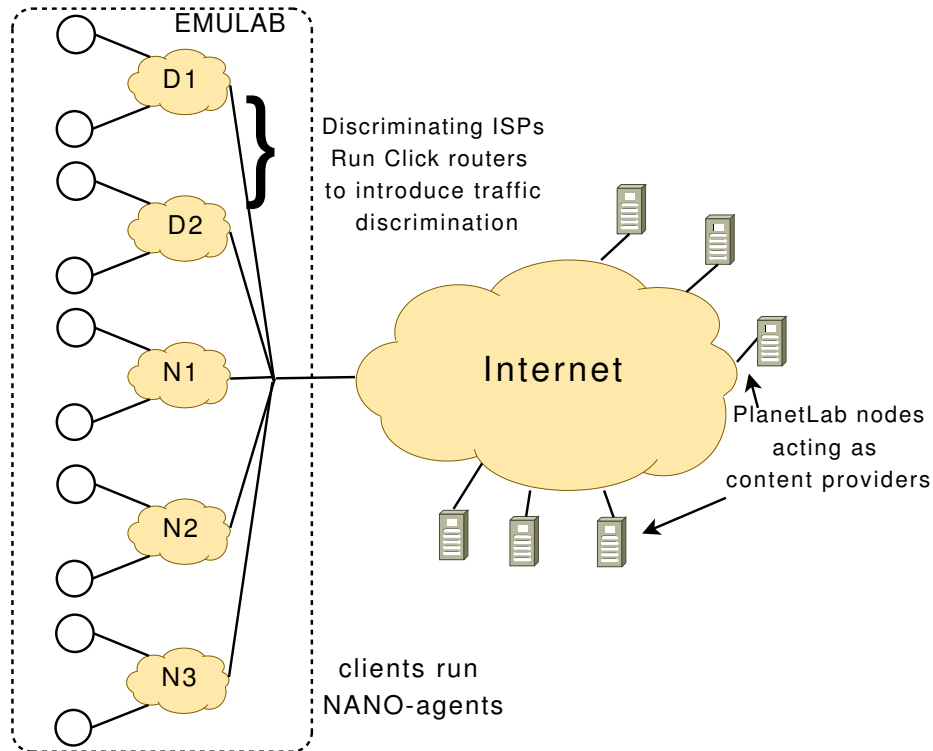 EMULAB
D1
Discriminating ISPs
Run Click routers
to introduce traffic
discrimination
D2
N1
Internet
PlanetLab nodes
acting as
content providers
N2
N3
clients run
NANO-agents